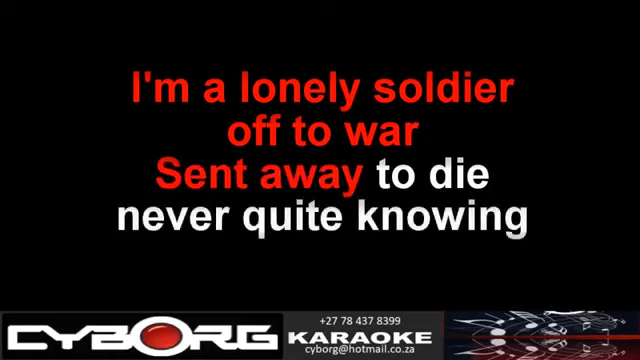 I'm a lonely soldier
off to war
Sent away to die
never quite knowing
CYBORG
+27 78 437 8399
KARAOKE
cyborg@hotmail.co.za